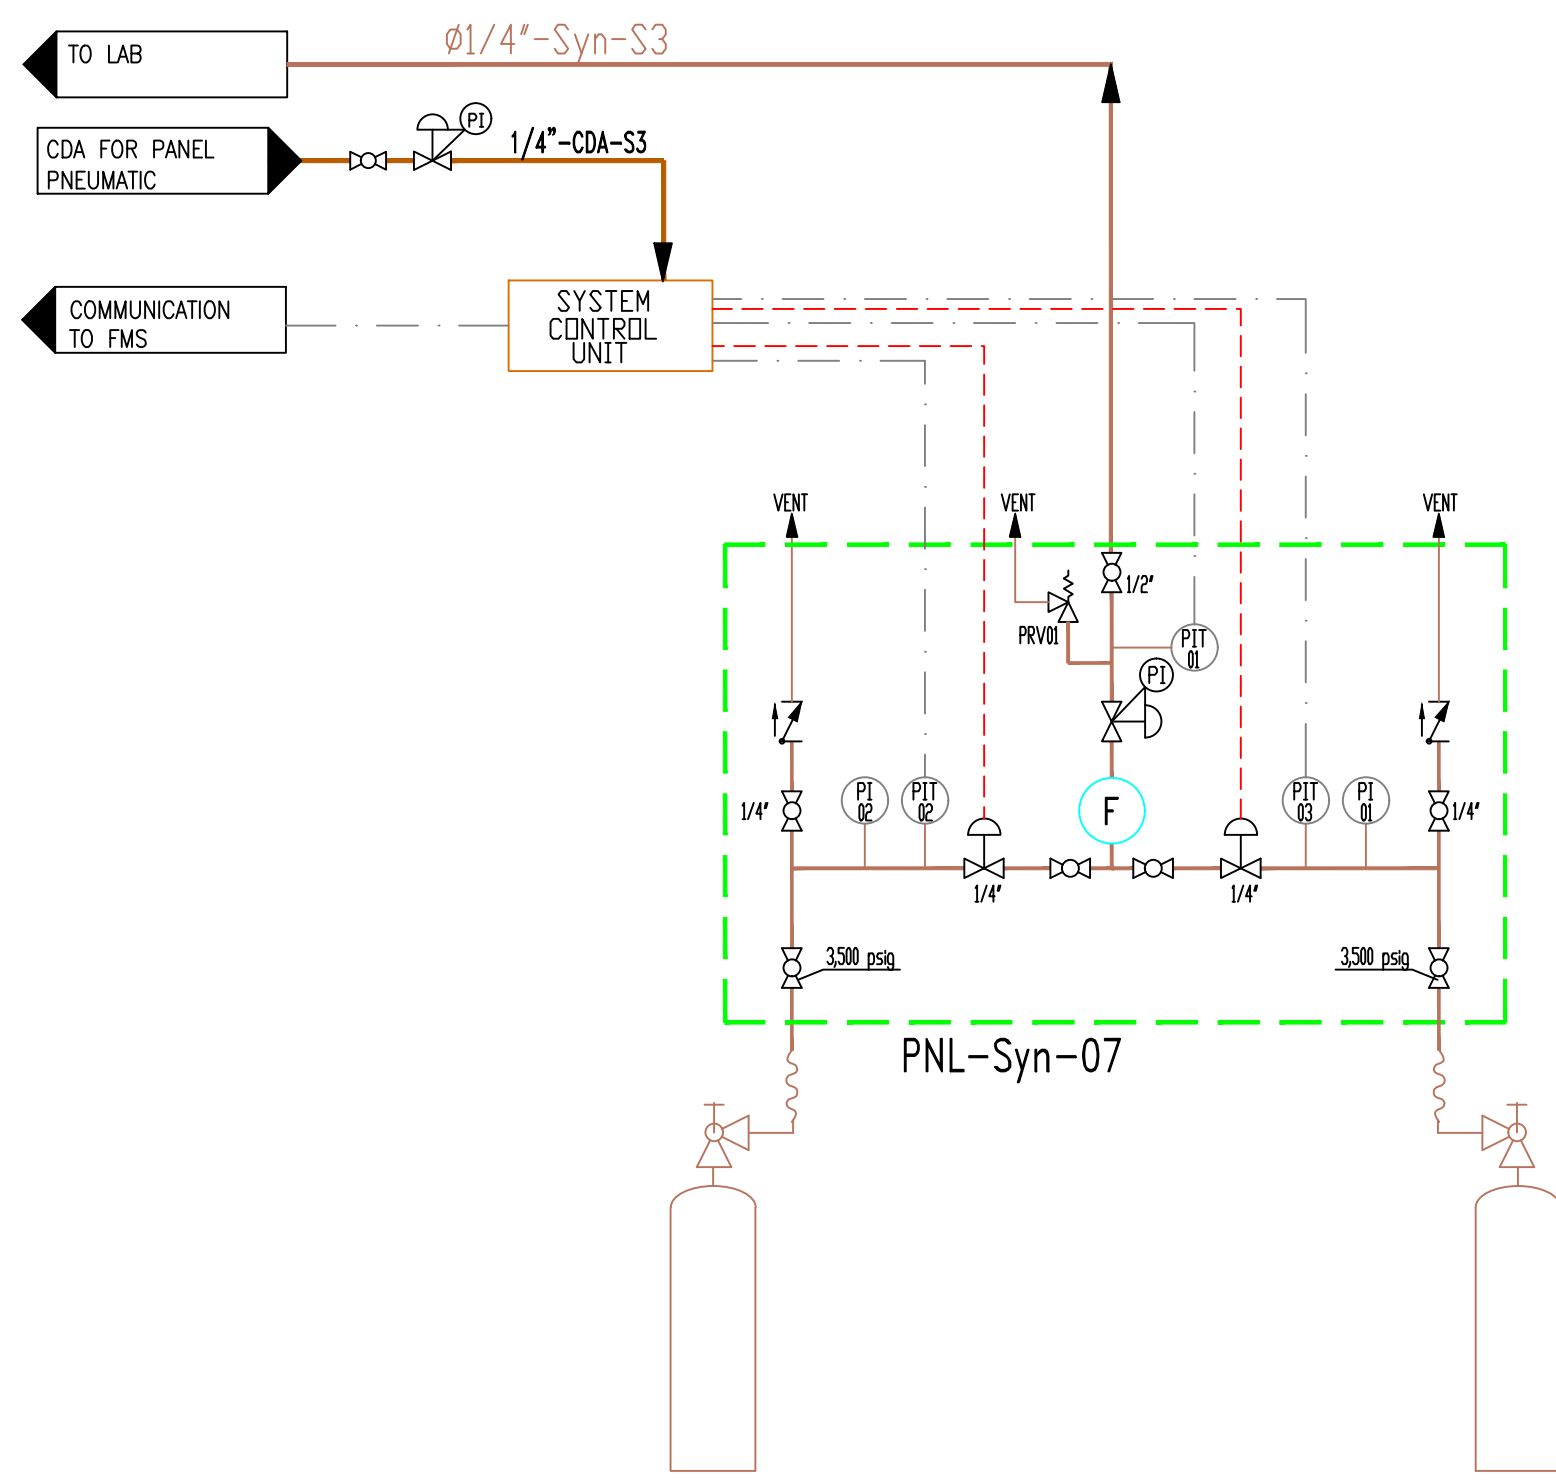 Ø1/4"-Syn-S3
TO LAB
PI
1/4"-CDA-S3
CDA FOR PANEL
PNEUMATIC
SYSTEM
CONTROL
UNIT
COMMUNICATION
TO FMS
VENT
VENT
VENT
1/2"
PRV01
PIT
01
PI
PI
02
PIT
02
F
PIT
03
PI
01
1/4"
1/4"
1/4"
1/4"
3,500 psig
3,500 psig
PNL-Syn-07